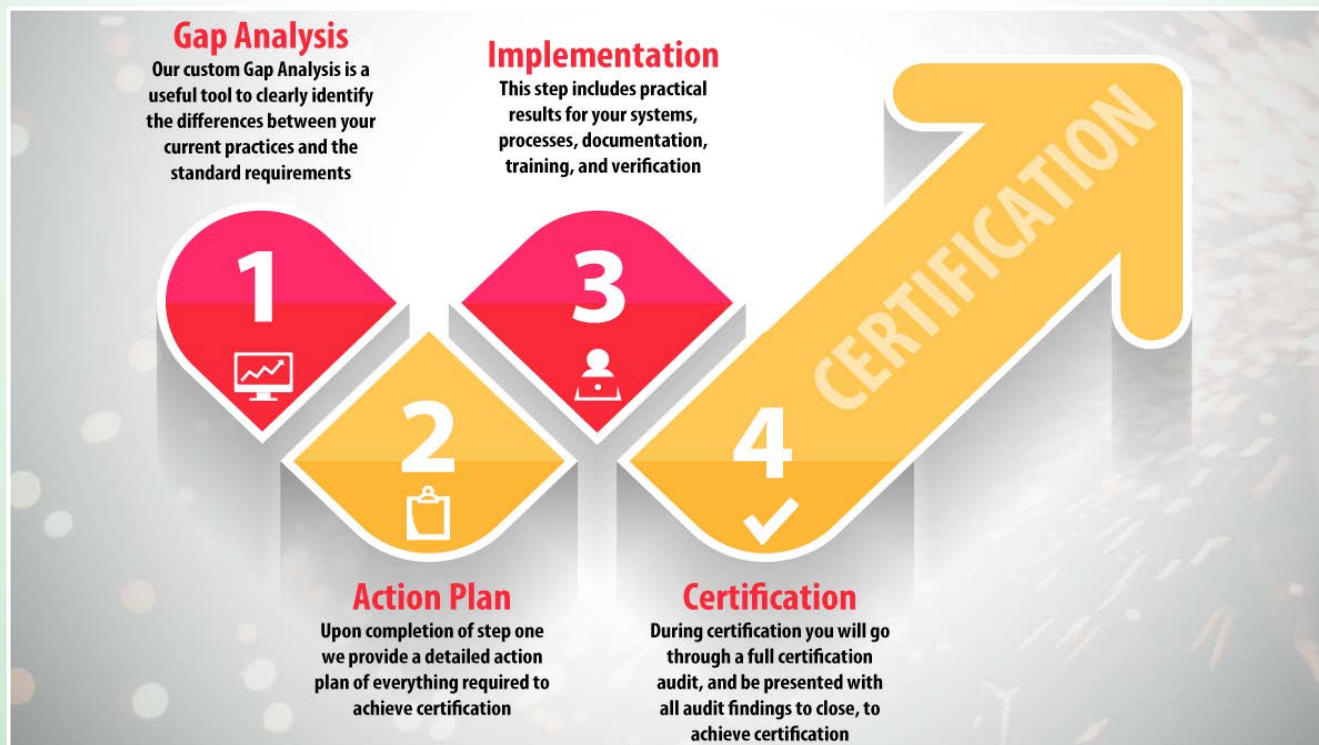 Gap Analysis
Our custom Gap Analysis is a
useful tool to clearly identify
the differences between your
current practices and the
standard requirements
1
Action Plan
Upon completion of step one
we provide a detailed action
plan of everything required to
achieve certification
2
Implementation
This step includes practical
results for your systems,
processes, documentation,
training, and verification
3
Certification
During certification you will go
through a full certification
audit, and be presented with
all audit findings to close, to
achieve certification
4
CERTIFICATION